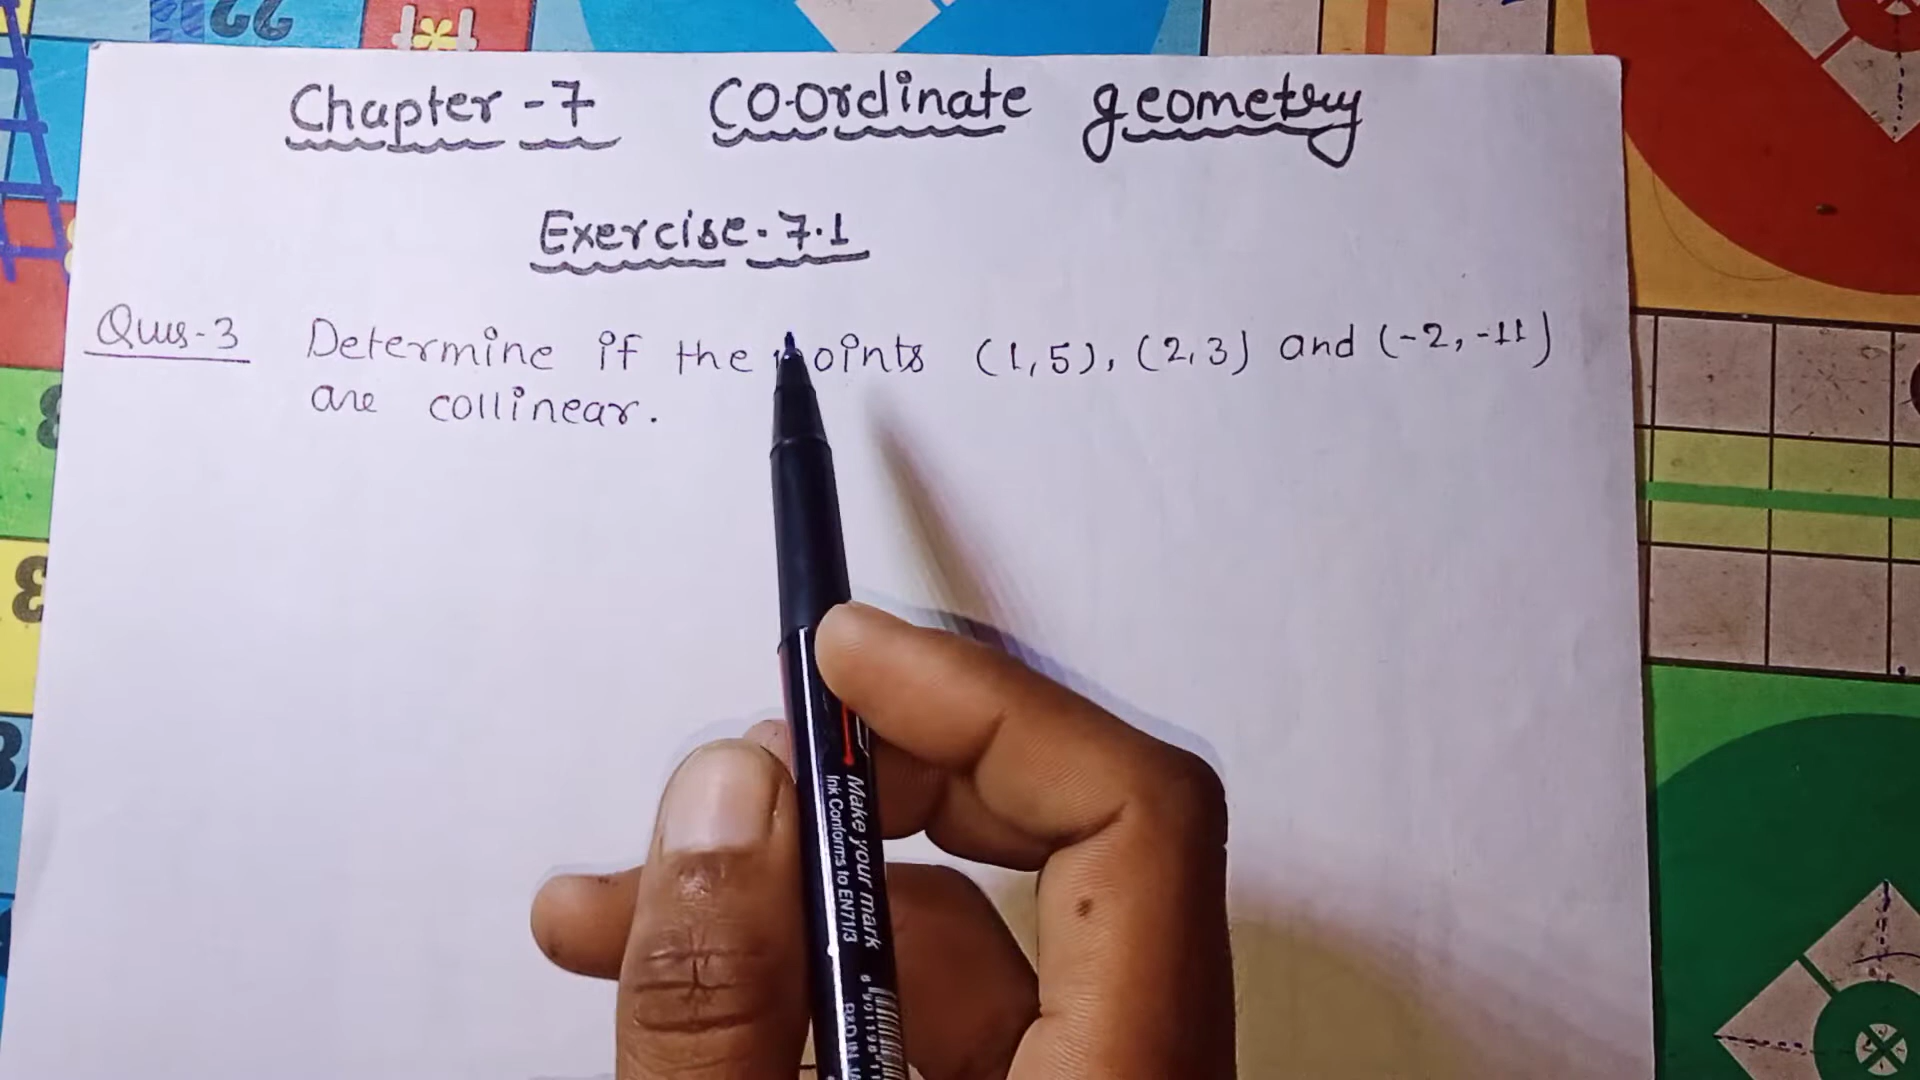 Chapter-7 Co-ordinate geometry
Exercise-7.1
Ques-3 Determine if the points (1,5), (2,3) and (-2,-11)
are collinear.
Make your mark
Ink Conforms to EN71/3